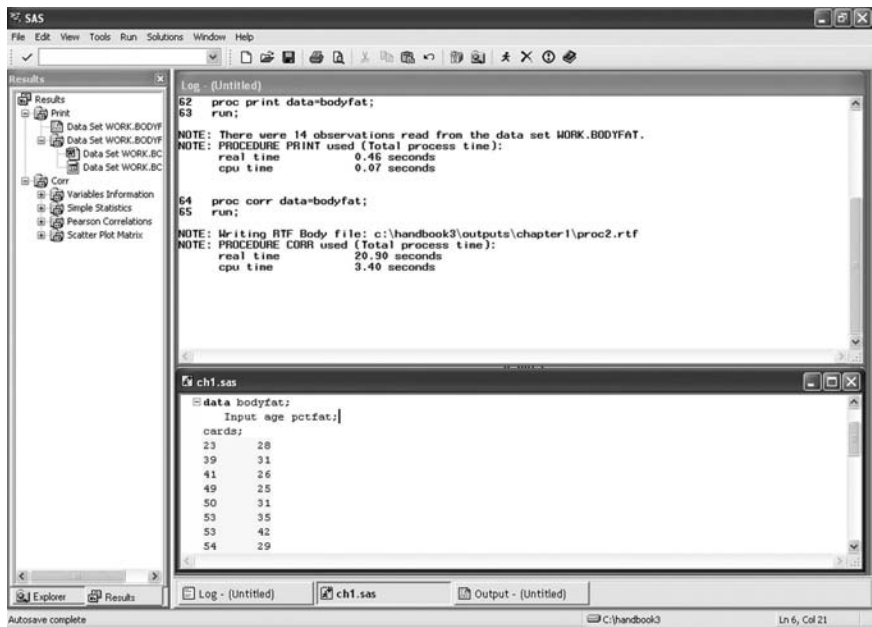 SAS
File Edit View Tools Run Solutions Window Help
Results
Results
Print
Data Set WORK.BODYF
Data Set WORK.BODYF
Data Set WORK.BC
Data Set WORK.BC
Corr
Variables Information
Simple Statistics
Pearson Correlations
Scatter Plot Matrix
Log - (Untitled)
62 proc print data=bodyfat;
63 run;
NOTE: There were 14 observations read from the data set WORK.BODYFAT.
NOTE: PROCEDURE PRINT used (Total process time):
real time 0.46 seconds
cpu time 0.07 seconds
64 proc corr data=bodyfat;
65 run;
NOTE: Writing RTF Body file: c:\handbook3\outputs\chapter1\proc2.rtf
NOTE: PROCEDURE CORR used (Total process time):
real time 20.90 seconds
cpu time 3.40 seconds
ch1.sas
data bodyfat;
Input age pctfat;
cards;
23 28
39 31
41 26
49 25
50 31
53 35
53 42
54 29
Explorer Results
Log - (Untitled) ch1.sas Output - (Untitled)
Autosave complete C:\handbook3 Ln 6, Col 21